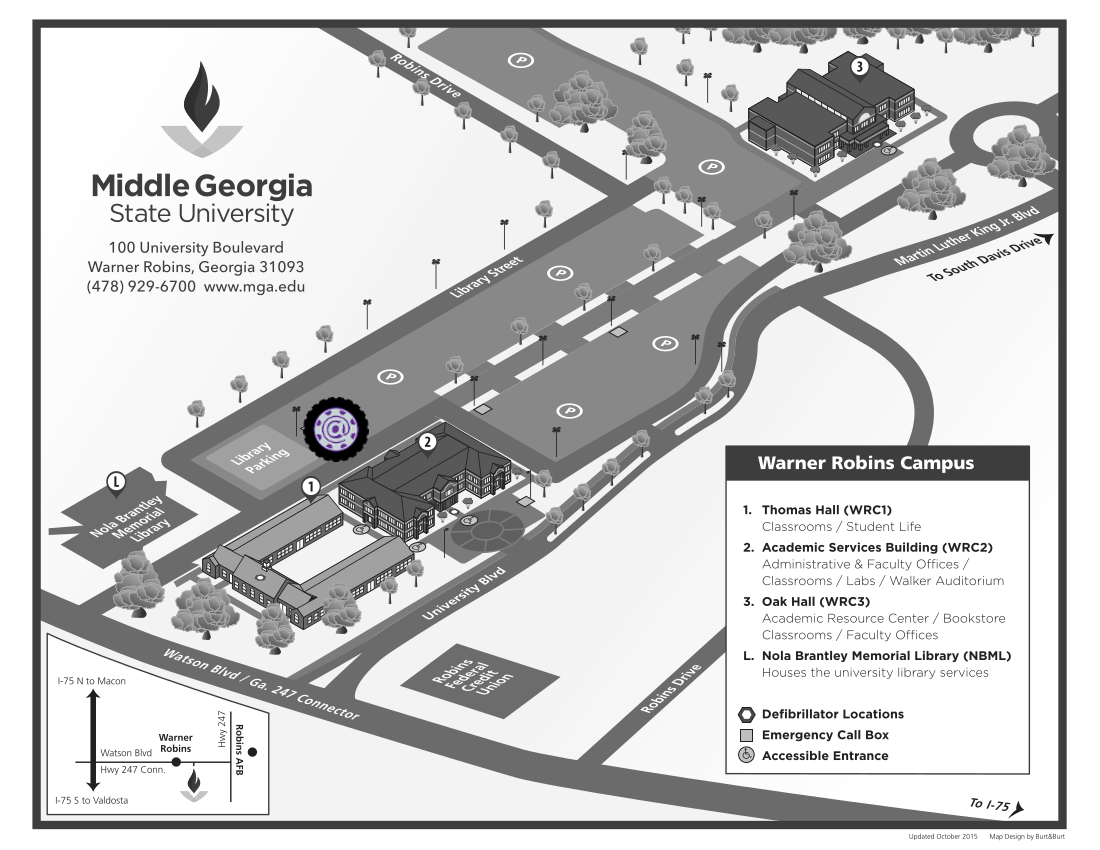 Middle Georgia
State University
100 University Boulevard
Warner Robins, Georgia 31093
(478) 929-6700 www.mga.edu
Robins Drive
P
3
P
Martin Luther King Jr. Blvd
To South Davis Drive
Library Street
P
P
P
P
Library
Parking
2
1
L
Nola Brantley
Memorial
Library
University Blvd
Watson Blvd / Ga. 247 Connector
Robins
Federal
Credit
Union
Robins Drive
Warner Robins Campus
1. Thomas Hall (WRC1)
Classrooms / Student Life
2. Academic Services Building (WRC2)
Administrative & Faculty Offices /
Classrooms / Labs / Walker Auditorium
3. Oak Hall (WRC3)
Academic Resource Center / Bookstore
Classrooms / Faculty Offices
L. Nola Brantley Memorial Library (NBML)
Houses the university library services
Defibrillator Locations
Emergency Call Box
Accessible Entrance
I-75 N to Macon
Hwy 247
Robins AFB
Warner
Robins
Watson Blvd
Hwy 247 Conn.
I-75 S to Valdosta
To I-75
Updated October 2015 Map Design by Burt&Burt